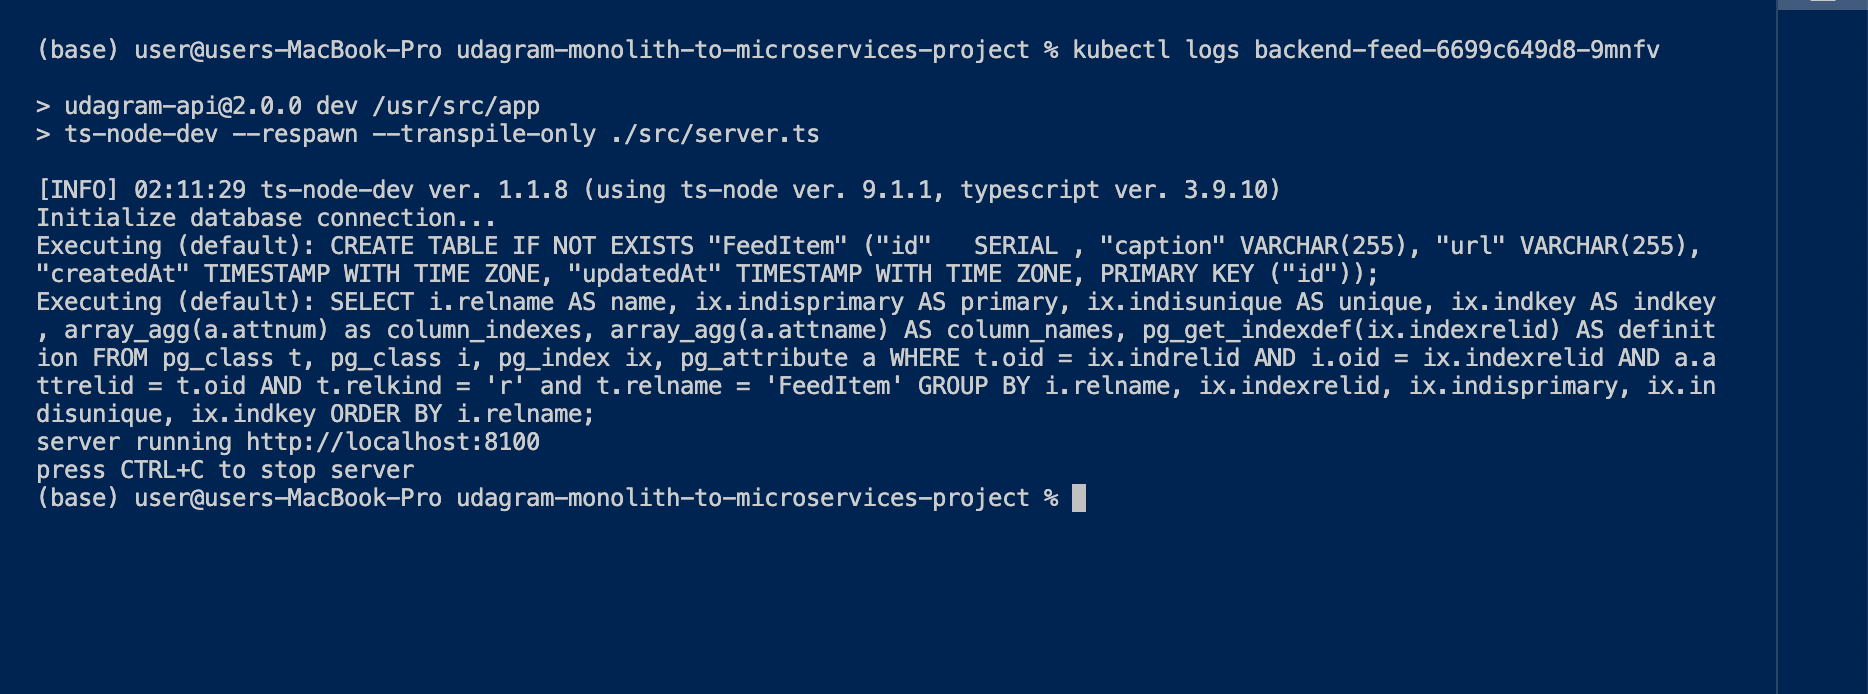 (base) user@users-MacBook-Pro udagram-monolith-to-microservices-project % kubectl logs backend-feed-6699c649d8-9mnfv
> udagram-api@2.0.0 dev /usr/src/app
> ts-node-dev --respawn --transpile-only ./src/server.ts
[INFO] 02:11:29 ts-node-dev ver. 1.1.8 (using ts-node ver. 9.1.1, typescript ver. 3.9.10)
Initialize database connection...
Executing (default): CREATE TABLE IF NOT EXISTS "FeedItem" ("id"   SERIAL , "caption" VARCHAR(255), "url" VARCHAR(255),
"createdAt" TIMESTAMP WITH TIME ZONE, "updatedAt" TIMESTAMP WITH TIME ZONE, PRIMARY KEY ("id"));
Executing (default): SELECT i.relname AS name, ix.indisprimary AS primary, ix.indisunique AS unique, ix.indkey AS indkey
, array_agg(a.attnum) as column_indexes, array_agg(a.attname) AS column_names, pg_get_indexdef(ix.indexrelid) AS definit
ion FROM pg_class t, pg_class i, pg_index ix, pg_attribute a WHERE t.oid = ix.indrelid AND i.oid = ix.indexrelid AND a.a
ttrelid = t.oid AND t.relkind = 'r' and t.relname = 'FeedItem' GROUP BY i.relname, ix.indexrelid, ix.indisprimary, ix.in
disunique, ix.indkey ORDER BY i.relname;
server running http://localhost:8100
press CTRL+C to stop server
(base) user@users-MacBook-Pro udagram-monolith-to-microservices-project %